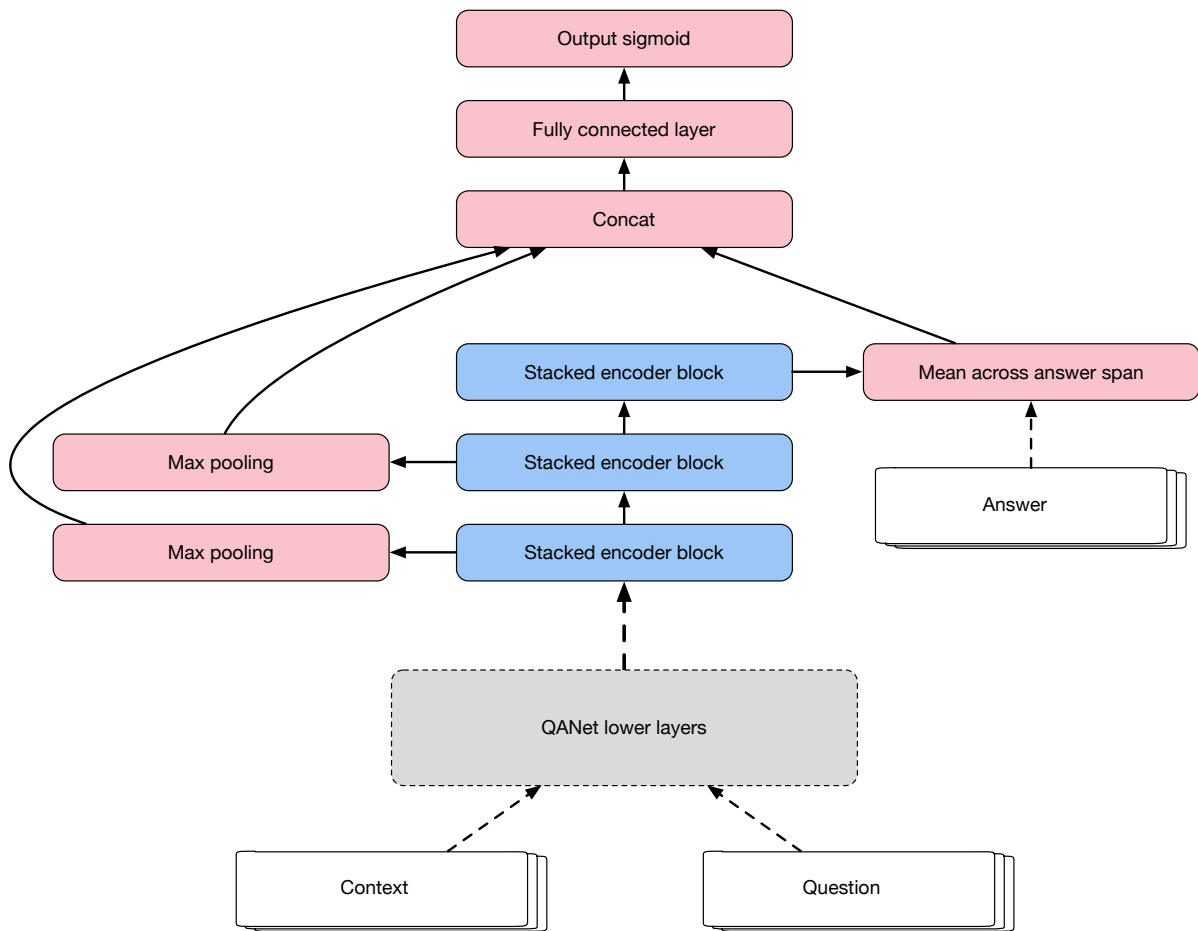 Output sigmoid
Fully connected layer
Concat
Stacked encoder block
Mean across answer span
Max pooling
Stacked encoder block
Answer
Max pooling
Stacked encoder block
QANet lower layers
Context
Question